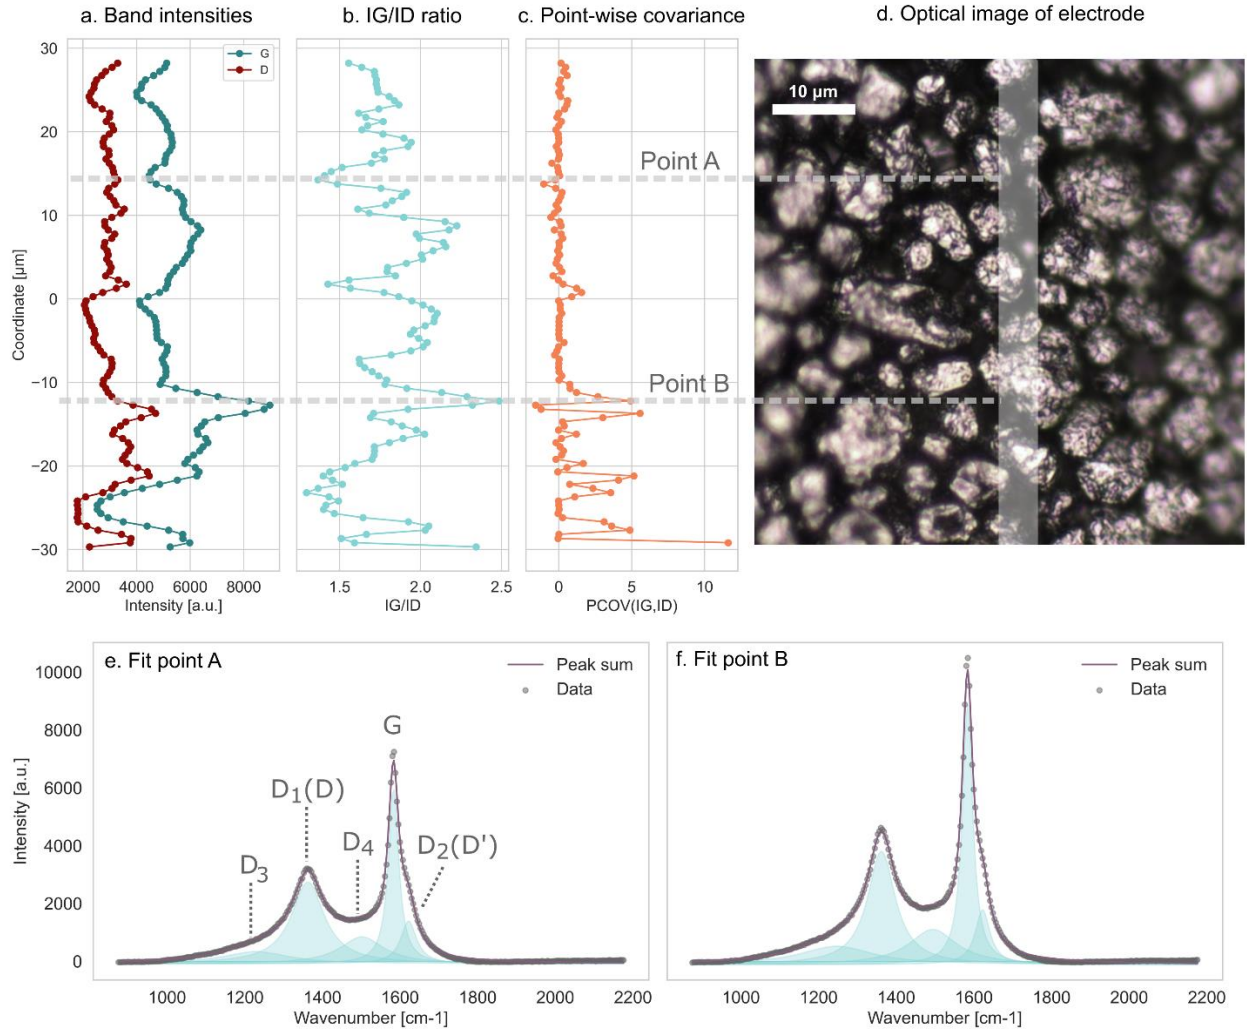 a. Band intensities
b. IG/ID ratio
c. Point-wise covariance
d. Optical image of electrode
30
20
10
0
−10
−20
−30
Coordinate [µm]
G
D
2000 4000 6000 8000
Intensity [a.u.]
1.5 2.0 2.5
IG/ID
0 5 10
PCOV(IG,ID)
Point A
Point B
10 µm
e. Fit point A
Peak sum
Data
10000
8000
6000
4000
2000
0
Intensity [a.u.]
G
D1(D)
D3
D4
D2(D')
1000 1200 1400 1600 1800 2000 2200
Wavenumber [cm-1]
f. Fit point B
Peak sum
Data
1000 1200 1400 1600 1800 2000 2200
Wavenumber [cm-1]